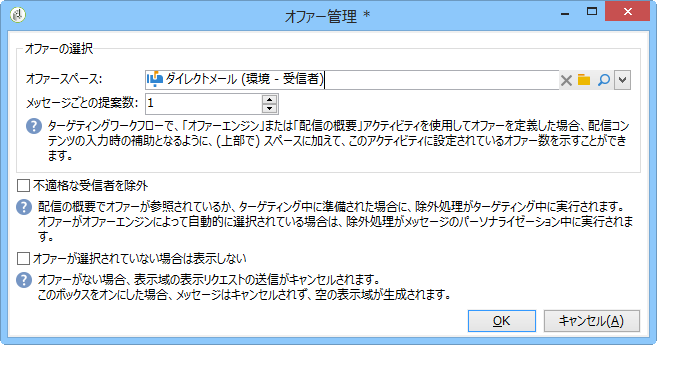 オファー管理 *
オファーの選択
オファースペース: ダイレクトメール (環境 - 受信者)
メッセージごとの提案数: 1
ターゲティングワークフローで、「オファーエンジン」または「配信の概要」アクティビティを使用してオファーを定義した場合、配信コン
テンツの入力時の補助となるように、(上部で) スペースに加えて、このアクティビティに設定されているオファー数を示すことができ
ます。
不適格な受信者を除外
配信の概要でオファーが参照されているか、ターゲティング中に準備された場合に、除外処理がターゲティング中に実行されます。
オファーがオファーエンジンによって自動的に選択されている場合は、除外処理がメッセージのパーソナライゼーション中に実行されま
す。
オファーが選択されていない場合は表示しない
オファーがない場合、表示域の表示リクエストの送信がキャンセルされます。
このボックスをオンにした場合、メッセージはキャンセルされず、空の表示域が生成されます。
OK キャンセル(A)